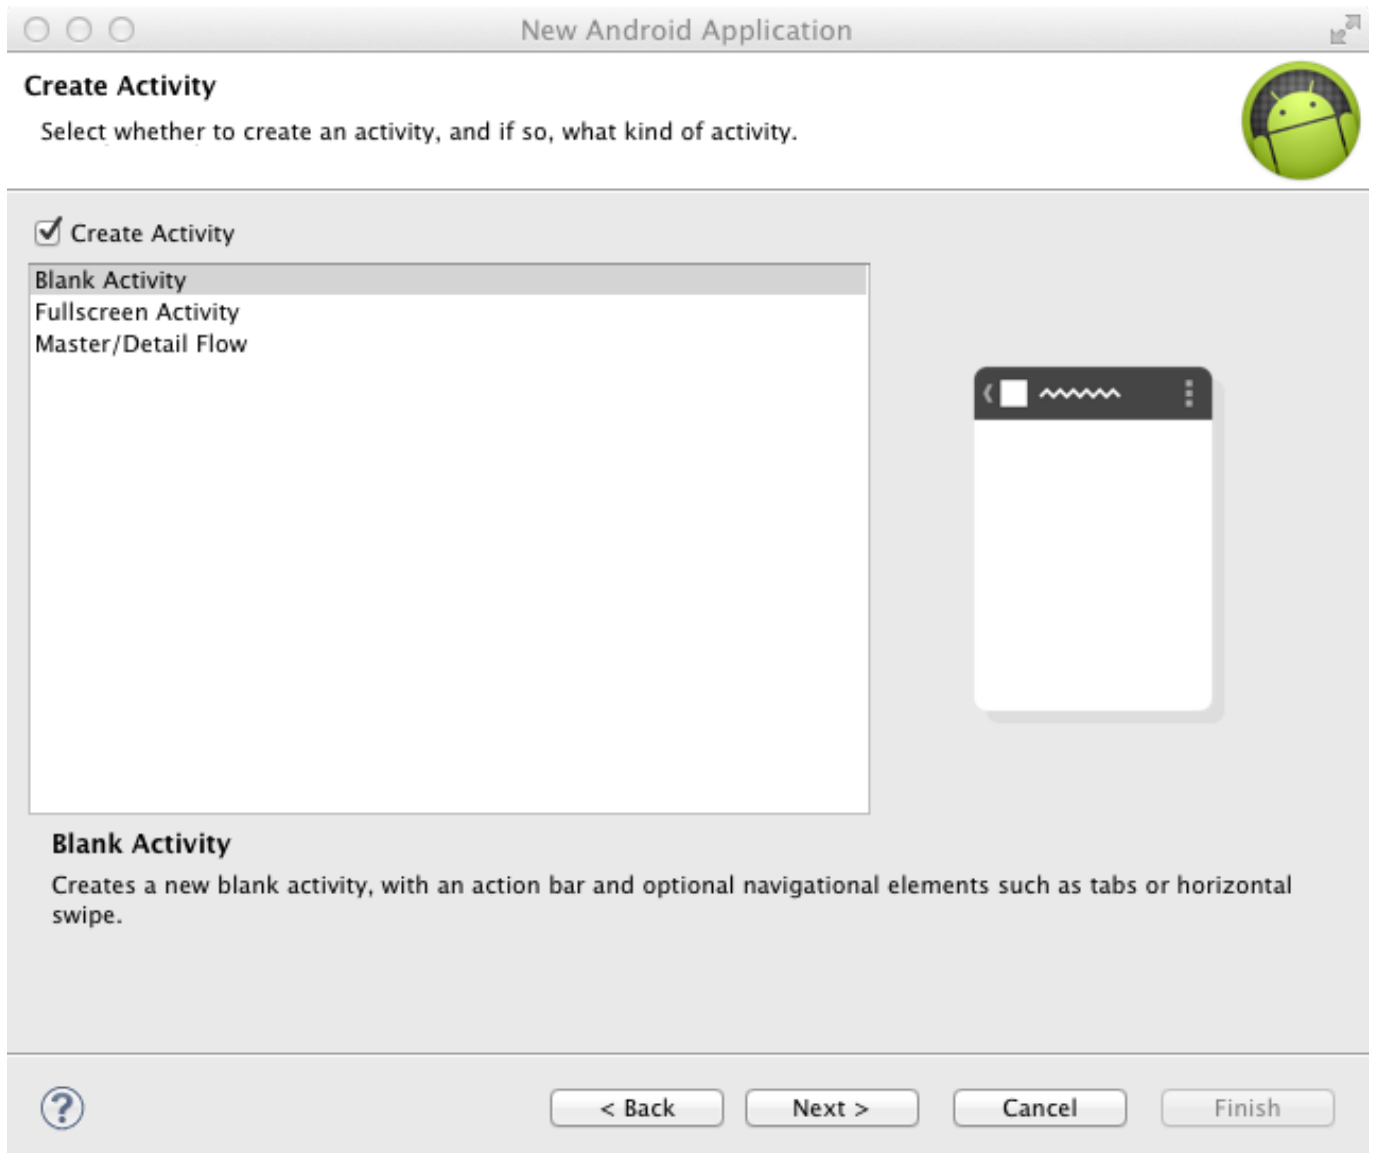 New Android Application
Create Activity
Select whether to create an activity, and if so, what kind of activity.
Create Activity
Blank Activity
Fullscreen Activity
Master/Detail Flow
Blank Activity
Creates a new blank activity, with an action bar and optional navigational elements such as tabs or horizontal
swipe.
?
< Back
Next >
Cancel
Finish